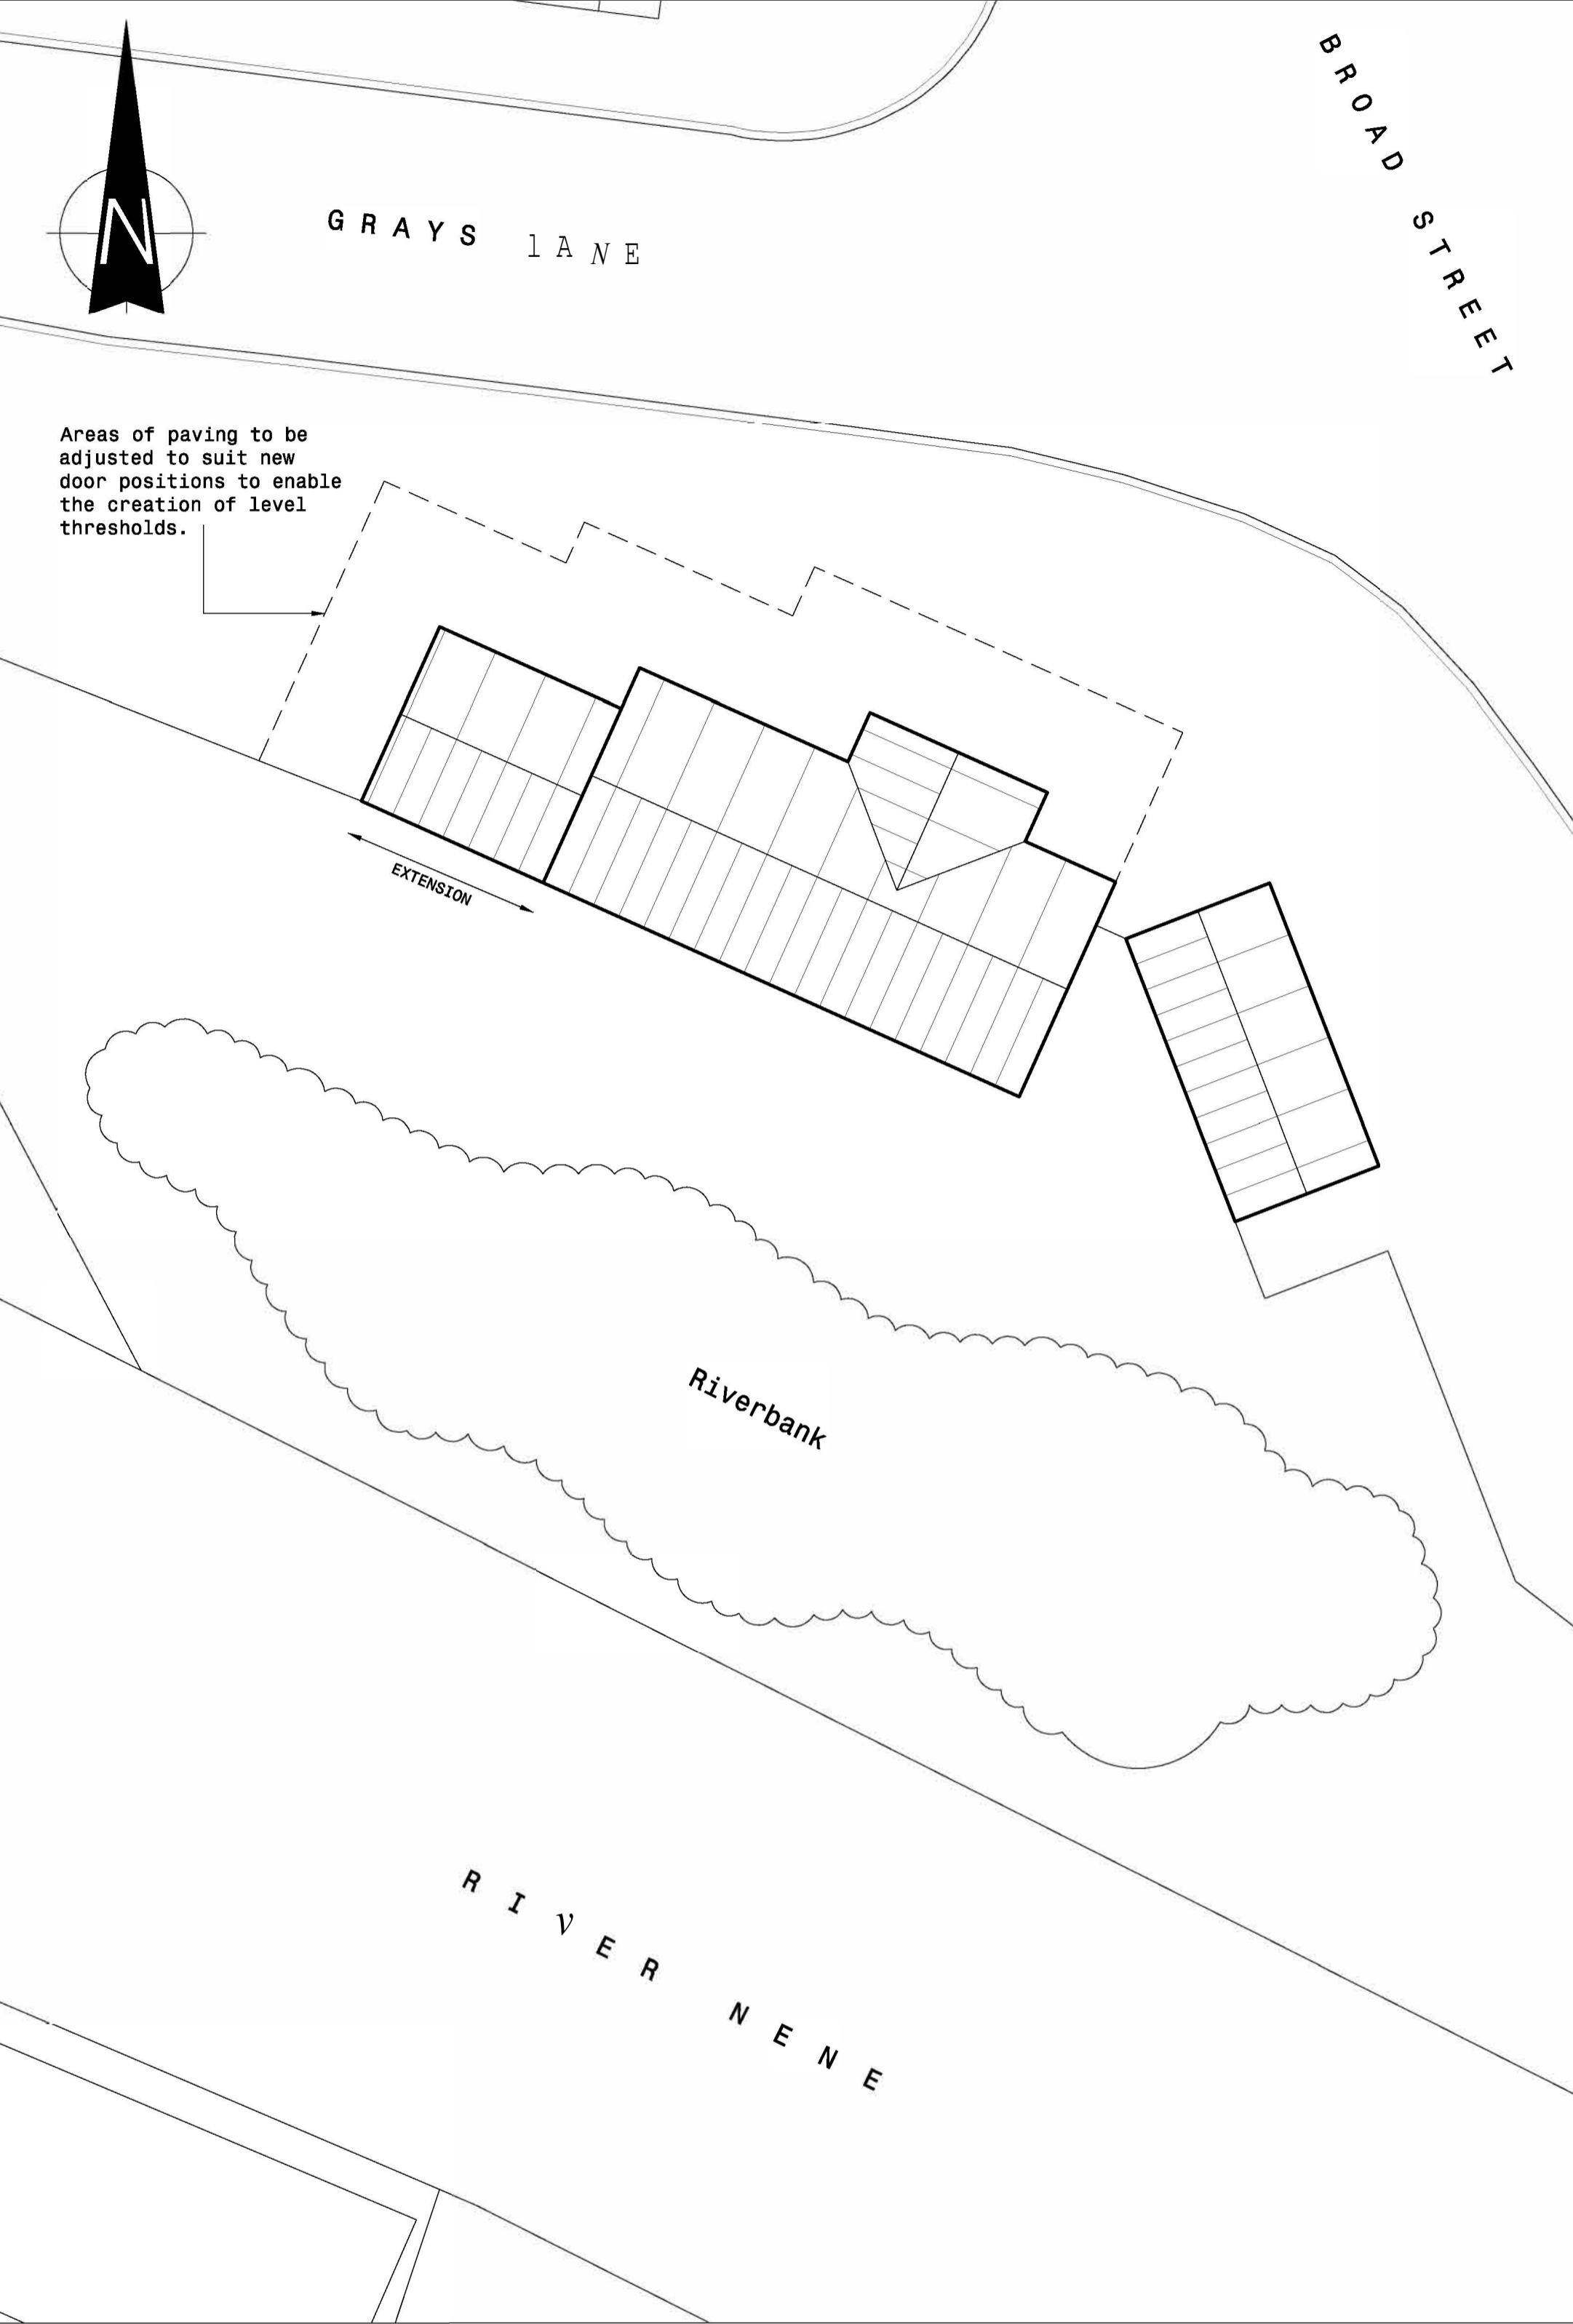 BROAD STREET
N
GRAYS lANE
Areas of paving to be
adjusted to suit new
door positions to enable
the creation of level
thresholds.
EXTENSION
Riverbank
RIvER NENE